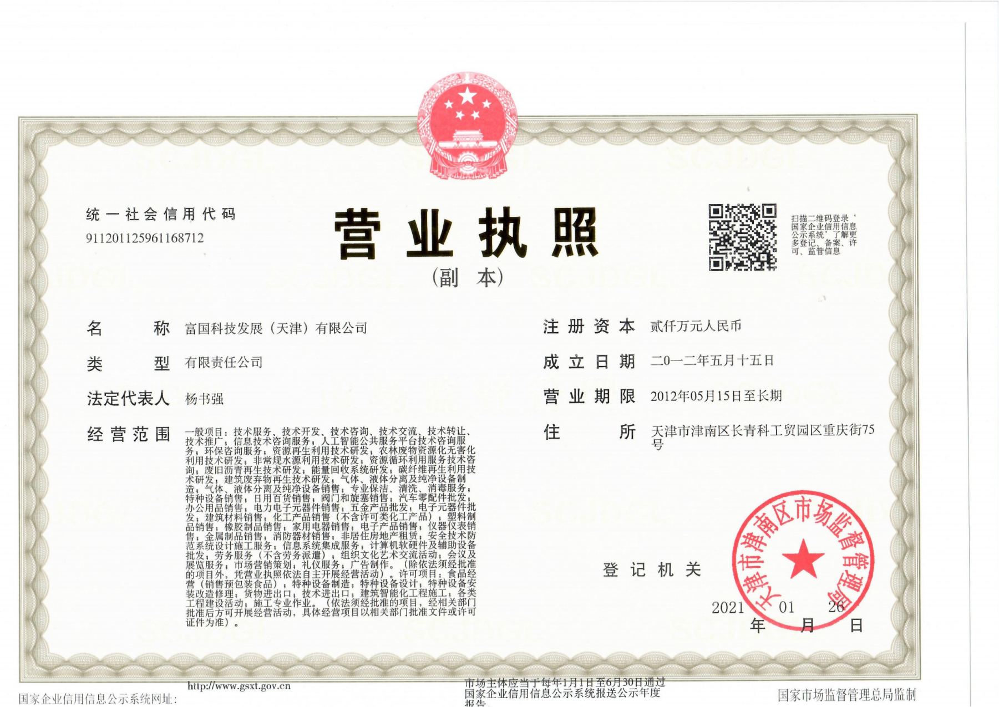 统一社会信用代码
911201125961168712
营业执照
(副 本)
扫描二维码登录‘
国家企业信用信息
公示系统’了解更
多登记、备案、许
可、监管信息
名 称 富国科技发展（天津）有限公司
类 型 有限责任公司
法定代表人 杨书强
经营范围 一般项目：技术服务、技术开发、技术咨询、技术交流、技术转让、
技术推广；信息技术咨询服务；人工智能公共服务平台技术咨询服
务；环保咨询服务；资源再生利用技术研发；农林废物资源化无害化
利用技术研发；非常规水源利用技术研发；资源循环利用服务技术咨
询；废旧沥青再生技术研发；能量回收系统研发；碳纤维再生利用技
术研发；建筑废弃物再生技术研发；气体、液体分离及纯净设备制
造；气体、液体分离及纯净设备销售；专业保洁、清洗、消毒服务；
特种设备销售；日用百货销售；阀门和旋塞销售；汽车零配件批发；
办公用品销售；电力电子元器件销售；五金产品批发；电子元器件批
发；建筑材料销售；化工产品销售（不含许可类化工产品）；塑料制
品销售；橡胶制品销售；家用电器销售；电子产品销售；仪器仪表销
售；金属制品销售；消防器材销售；非居住房地产租赁；安全技术防
范系统设计施工服务；信息系统集成服务；计算机软硬件及辅助设备
批发；劳务服务（不含劳务派遣）；组织文化艺术交流活动；会议及
展览服务；市场营销策划；礼仪服务；广告制作。（除依法须经批准
的项目外，凭营业执照依法自主开展经营活动）。许可项目：食品经
营（销售预包装食品）；特种设备制造；特种设备设计；特种设备安
装改造修理；货物进出口；技术进出口；建筑智能化工程施工；各类
工程建设活动；施工专业作业。（依法须经批准的项目，经相关部门
批准后方可开展经营活动，具体经营项目以相关部门批准文件或许可
证件为准）。
注册资本 贰仟万元人民币
成立日期 二0一二年五月十五日
营业期限 2012年05月15日至长期
住 所 天津市津南区长青科工贸园区重庆街75
号
登记机关
天津市津南区市场监督管理局
2021 01 26
年 月 日
http://www.gsxt.gov.cn
国家企业信用信息公示系统网址：
市场主体应当于每年1月1日至6月30日通过
国家企业信用信息公示系统报送公示年度
报告
国家市场监督管理总局监制